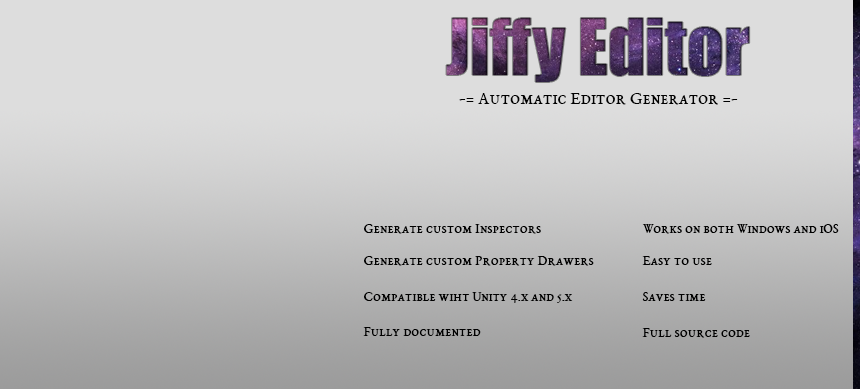 Jiffy Editor
-= Automatic Editor Generator =-
Generate custom Inspectors
Works on both Windows and iOS
Generate custom Property Drawers
Easy to use
Compatible wiht Unity 4.x and 5.x
Saves time
Fully documented
Full source code